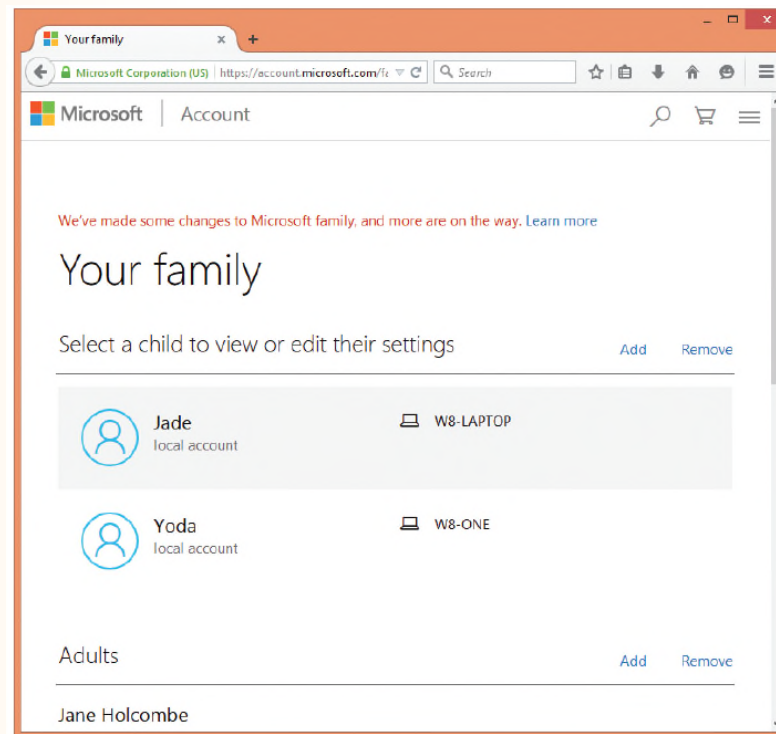 Your family
Microsoft Corporation (US) https://account.microsoft.com/fa Search
Microsoft Account
We've made some changes to Microsoft family, and more are on the way. Learn more
Your family
Select a child to view or edit their settings Add Remove
Jade W8-LAPTOP
local account
Yoda W8-ONE
local account
Adults Add Remove
Jane Holcombe